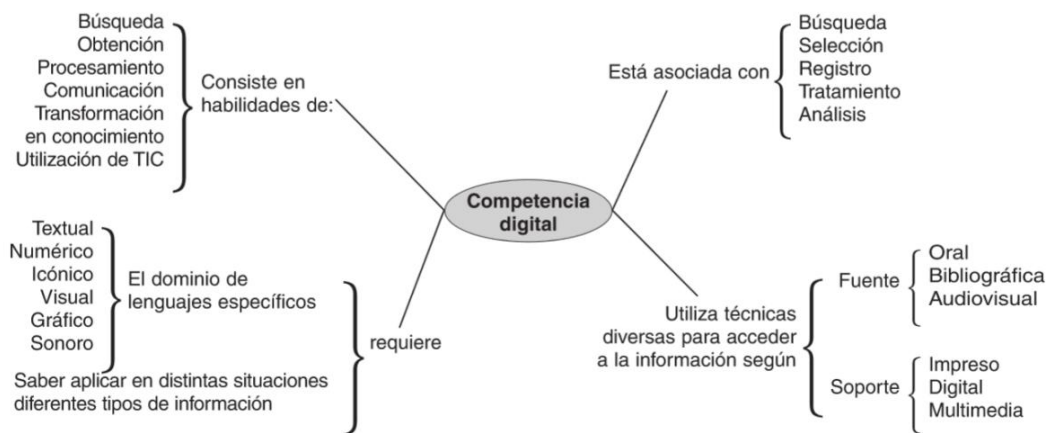 Búsqueda
Obtención
Procesamiento
Comunicación
Transformación
en conocimiento
Utilización de TIC
Consiste en
habilidades de:
Está asociada con
Búsqueda
Selección
Registro
Tratamiento
Análisis
Competencia
digital
Textual
Numérico
Icónico
Visual
Gráfico
Sonoro
El dominio de
lenguajes específicos
Saber aplicar en distintas situaciones
diferentes tipos de información
requiere
Utiliza técnicas
diversas para acceder
a la información según
Fuente
Oral
Bibliográfica
Audiovisual
Soporte
Impreso
Digital
Multimedia